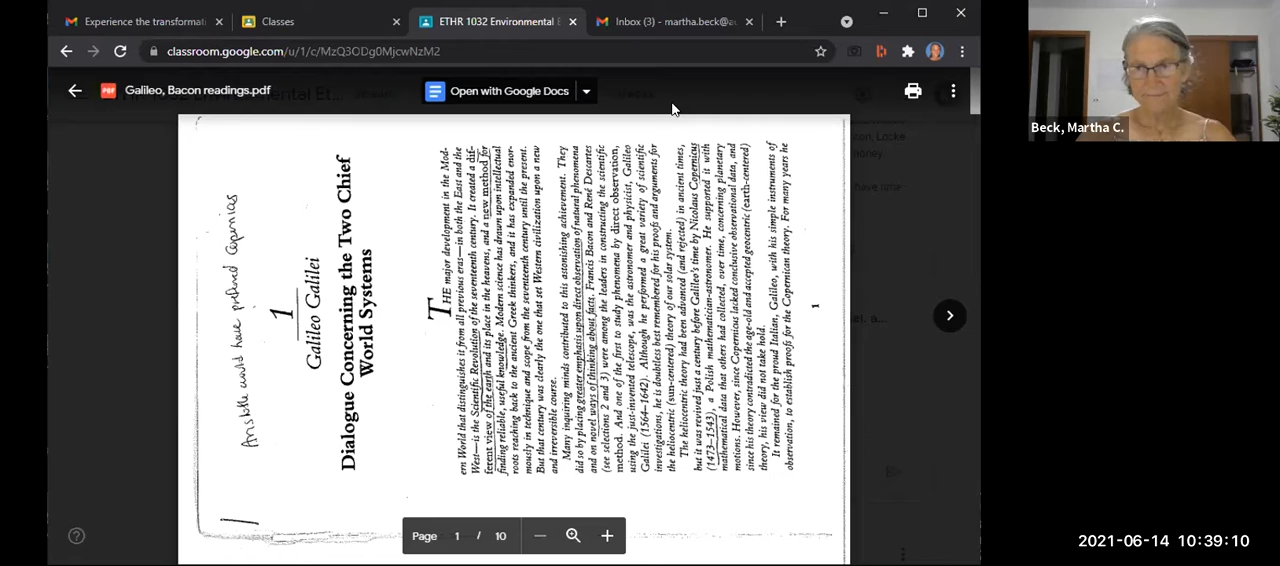 Experience the transformati
Classes
ETHR 1032 Environmental E
Inbox (3) - martha.beck@a
classroom.google.com/u/1/c/MzQ3ODg0MjcwNzM2
Galileo, Bacon readings.pdf
Open with Google Docs
Aristotle would have preferred Copernicus
1
Galileo Galilei
Dialogue Concerning the Two Chief
World Systems
THE major development in the Mod-
ern World that distinguishes it from all previous eras—in both the East and the
West—is the Scientific Revolution of the seventeenth century. It created a dif-
ferent view of the earth and its place in the heavens, and a new method for
finding reliable, useful knowledge. Modern science has drawn upon intellectual
roots reaching back to the ancient Greek thinkers, and it has expanded enor-
mously in technique and scope from the seventeenth century until the present.
But that century was clearly the one that set Western civilization upon a new
and irreversible course.
Many inquiring minds contributed to this astonishing achievement. They
did so by placing greater emphasis upon direct observation of natural phenomena
and on novel ways of thinking about facts. Francis Bacon and René Descartes
(see selections 2 and 3) were among the leaders in constructing the scientific
method. And one of the first to study phenomena by direct observation,
using the just-invented telescope, was the astronomer and physicist, Galileo
Galilei (1564–1642). Although he performed a great variety of scientific
investigations, he is doubtless best remembered for his proofs and arguments for
the heliocentric (sun-centered) theory of our solar system.
The heliocentric theory had been advanced (and rejected) in ancient times,
but it was revived just a century before Galileo's time by Nicolaus Copernicus
(1473–1543), a Polish mathematician-astronomer. He supported it with
mathematical data that others had collected, over time, concerning planetary
motions. However, since Copernicus lacked conclusive observational data, and
since his theory contradicted the age-old and accepted geocentric (earth-centered)
theory, his view did not take hold.
It remained for the proud Italian, Galileo, with his simple instruments of
observation, to establish proofs for the Copernican theory. For many years he
1
Page 1 / 10
Beck, Martha C.
2021-06-14 10:39:10